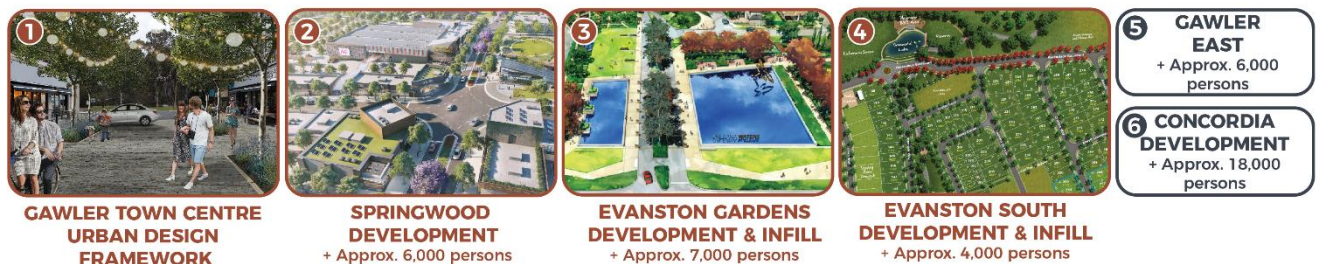 1
GAWLER TOWN CENTRE
URBAN DESIGN
FRAMEWORK
2
SPRINGWOOD
DEVELOPMENT
+ Approx. 6,000 persons
3
EVANSTON GARDENS
DEVELOPMENT & INFILL
+ Approx. 7,000 persons
4
EVANSTON SOUTH
DEVELOPMENT & INFILL
+ Approx. 4,000 persons
5
GAWLER
EAST
+ Approx. 6,000
persons
6
CONCORDIA
DEVELOPMENT
+ Approx. 18,000
persons